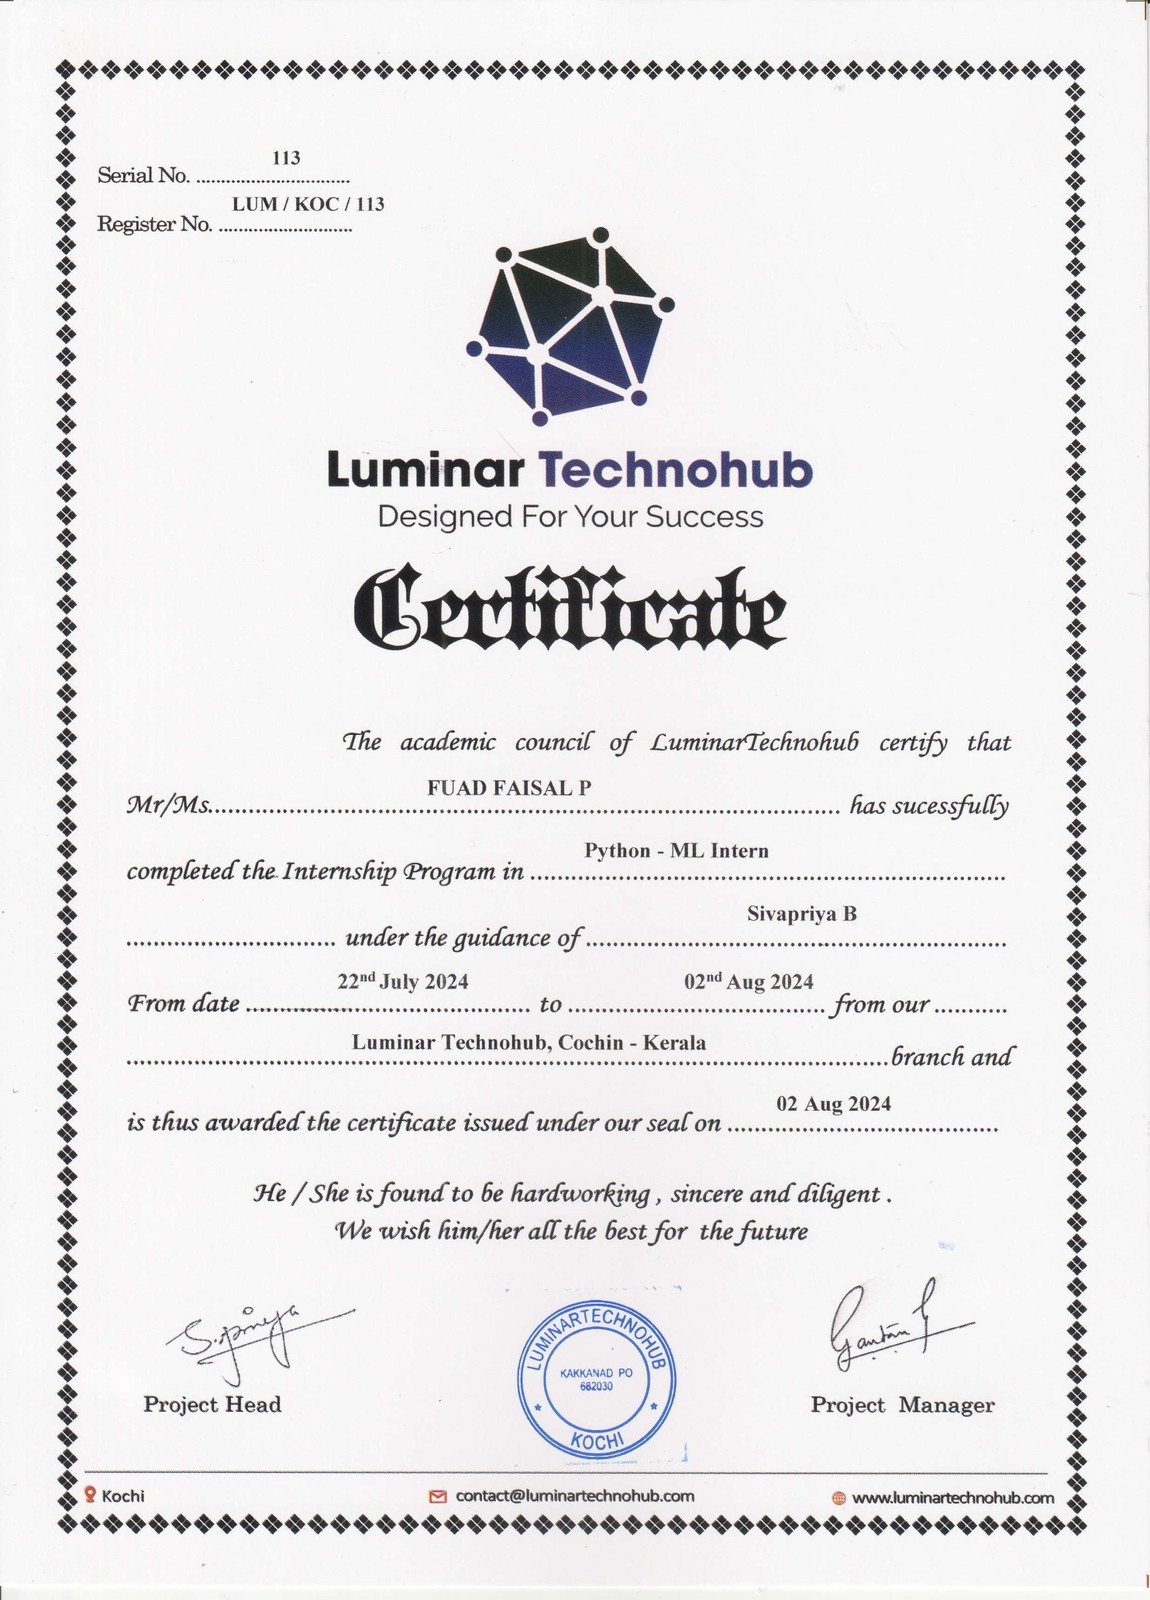 113
Serial No. ................................
LUM / KOC / 113
Register No. ...........................
Luminar Technohub
Designed For Your Success
Certificate
The academic council of LuminarTechnohub certify that
FUAD FAISAL P
Mr/Ms........................................................................ has sucessfully
Python - ML Intern
completed the Internship Program in ........................................................
Sivapriya B
.................................. under the guidance of ........................................................
22nd July 2024 02nd Aug 2024
From date .................................. to .................................. from our ...........
Luminar Technohub, Cochin - Kerala
........................................................................branch and
02 Aug 2024
is thus awarded the certificate issued under our seal on ..................................
He / She is found to be hardworking , sincere and diligent .
We wish him/her all the best for the future
LUMINARTECHNOHUB
KAKKANAD PO
682030
KOCHI
Project Head
Project Manager
Kochi
contact@luminartechnohub.com
www.luminartechnohub.com